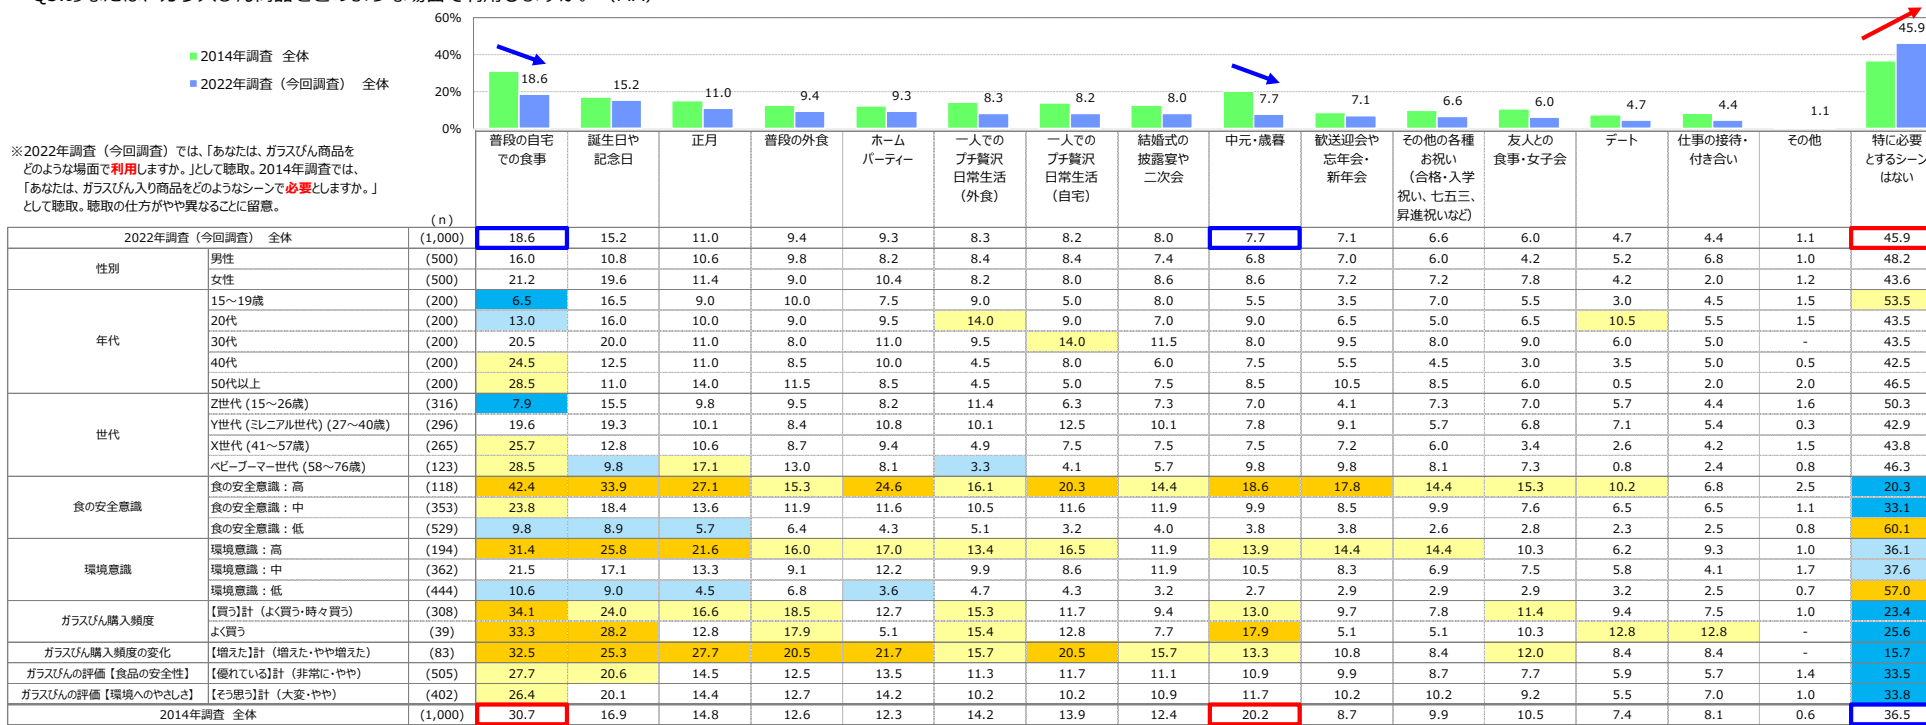 60%
40%
20%
0%
■2014年調査 全体
■2022年調査(今回調査) 全体
18.6 15.2 11.0 9.4 9.3 8.3 8.2 8.0 7.7 7.1 6.6 6.0 4.7 4.4 1.1 45.9
※2022年調査(今回調査)では、「あなたは、ガラスびん商品を
どのような場面で利用しますか。」として聴取。2014年調査では、
「あなたは、ガラスびん入り商品をどのようなシーンで必要としますか。」
として聴取。聴取の仕方がやや異なることに留意。
(n)
普段の自宅
での食事
誕生日や
記念日
正月
普段の外食
ホーム
パーティー
一人での
プチ贅沢
日常生活
(外食)
一人での
プチ贅沢
日常生活
(自宅)
結婚式の
披露宴や
二次会
中元・歳暮
歓送迎会や
忘年会・
新年会
その他の各種
お祝い
(合格・入学
祝い、七五三、
昇進祝いなど)
友人との
食事・女子会
デート
仕事の接待・
付き合い
その他
特に必要
とするシーン
はない
2022年調査(今回調査) 全体 (1,000) 18.6 15.2 11.0 9.4 9.3 8.3 8.2 8.0 7.7 7.1 6.6 6.0 4.7 4.4 1.1 45.9
性別
男性 (500) 16.0 10.8 10.6 9.8 8.2 8.4 8.4 7.4 6.8 7.0 6.0 4.2 5.2 6.8 1.0 48.2
女性 (500) 21.2 19.6 11.4 9.0 10.4 8.2 8.0 8.6 8.6 7.2 7.2 7.8 4.2 2.0 1.2 43.6
年代
15~19歳 (200) 6.5 16.5 9.0 10.0 7.5 9.0 5.0 8.0 5.5 3.5 7.0 5.5 3.0 4.5 1.5 53.5
20代 (200) 13.0 16.0 10.0 9.0 9.5 14.0 9.0 7.0 9.0 6.5 5.0 6.5 10.5 5.5 1.5 43.5
30代 (200) 20.5 20.0 11.0 8.0 11.0 9.5 14.0 11.5 8.0 9.5 8.0 9.0 6.0 5.0 - 43.5
40代 (200) 24.5 12.5 11.0 8.5 10.0 4.5 8.0 6.0 7.5 5.5 4.5 3.0 3.5 5.0 0.5 42.5
50代以上 (200) 28.5 11.0 14.0 11.5 8.5 4.5 5.0 7.5 8.5 10.5 8.5 6.0 0.5 2.0 2.0 46.5
世代
Z世代 (15~26歳) (316) 7.9 15.5 9.8 9.5 8.2 11.4 6.3 7.3 7.0 4.1 7.3 7.0 5.7 4.4 1.6 50.3
Y世代 (ミレニアル世代) (27~40歳) (296) 19.6 19.3 10.1 8.4 10.8 10.1 12.5 10.1 7.8 9.1 5.7 6.8 7.1 5.4 0.3 42.9
X世代 (41~57歳) (265) 25.7 12.8 10.6 8.7 9.4 4.9 7.5 7.5 7.5 7.2 6.0 3.4 2.6 4.2 1.5 43.8
ベビーブーマー世代 (58~76歳) (123) 28.5 9.8 17.1 13.0 8.1 3.3 4.1 5.7 9.8 9.8 8.1 7.3 0.8 2.4 0.8 46.3
食の安全意識
食の安全意識:高 (118) 42.4 33.9 27.1 15.3 24.6 16.1 20.3 14.4 18.6 17.8 14.4 15.3 10.2 6.8 2.5 20.3
食の安全意識:中 (353) 23.8 18.4 13.6 11.9 11.6 10.5 11.6 11.9 9.9 8.5 9.9 7.6 6.5 6.5 1.1 33.1
食の安全意識:低 (529) 9.8 8.9 5.7 6.4 4.3 5.1 3.2 4.0 3.8 3.8 2.6 2.8 2.3 2.5 0.8 60.1
環境意識
環境意識:高 (194) 31.4 25.8 21.6 16.0 17.0 13.4 16.5 11.9 13.9 14.4 14.4 10.3 6.2 9.3 1.0 36.1
環境意識:中 (362) 21.5 17.1 13.3 9.1 12.2 9.9 8.6 11.9 10.5 8.3 6.9 7.5 5.8 4.1 1.7 37.6
環境意識:低 (444) 10.6 9.0 4.5 6.8 3.6 4.7 4.3 3.2 2.7 2.9 2.9 2.9 3.2 2.5 0.7 57.0
ガラスびん購入頻度
【買う】計(よく買う・時々買う) (308) 34.1 24.0 16.6 18.5 12.7 15.3 11.7 9.4 13.0 9.7 7.8 11.4 9.4 7.5 1.0 23.4
よく買う (39) 33.3 28.2 12.8 17.9 5.1 15.4 12.8 7.7 17.9 5.1 5.1 10.3 12.8 12.8 - 25.6
ガラスびん購入頻度の変化 【増えた】計(増えた・やや増えた) (83) 32.5 25.3 27.7 20.5 21.7 15.7 20.5 15.7 13.3 10.8 8.4 12.0 8.4 8.4 - 15.7
ガラスびんの評価【食品の安全性】 【優れている】計(非常に・やや) (505) 27.7 20.6 14.5 12.5 13.5 11.3 11.7 11.1 10.9 9.9 8.7 7.7 5.9 5.7 1.4 33.5
ガラスびんの評価【環境へのやさしさ】 【そう思う】計(大変・やや) (402) 26.4 20.1 14.4 12.7 14.2 10.2 10.2 10.9 11.7 10.2 10.2 9.2 5.5 7.0 1.0 33.8
2014年調査 全体 (1,000) 30.7 16.9 14.8 12.6 12.3 14.2 13.9 12.4 20.2 8.7 9.9 10.5 7.4 8.1 0.6 36.5